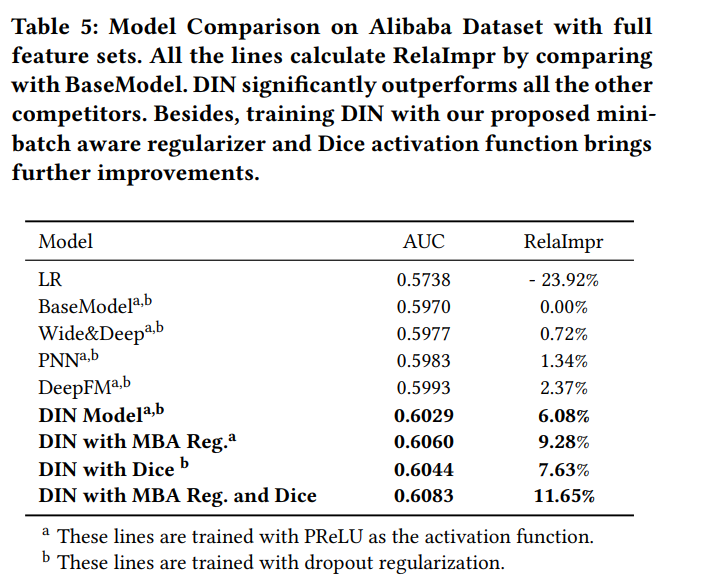 Table 5: Model Comparison on Alibaba Dataset with full
feature sets. All the lines calculate RelaImpr by comparing
with BaseModel. DIN significantly outperforms all the other
competitors. Besides, training DIN with our proposed mini-
batch aware regularizer and Dice activation function brings
further improvements.
Model AUC RelaImpr
LR 0.5738 - 23.92%
BaseModel^a,b 0.5970 0.00%
Wide&Deep^a,b 0.5977 0.72%
PNN^a,b 0.5983 1.34%
DeepFM^a,b 0.5993 2.37%
DIN Model^a,b 0.6029 6.08%
DIN with MBA Reg.^a 0.6060 9.28%
DIN with Dice ^b 0.6044 7.63%
DIN with MBA Reg. and Dice 0.6083 11.65%
^a These lines are trained with PReLU as the activation function.
^b These lines are trained with dropout regularization.